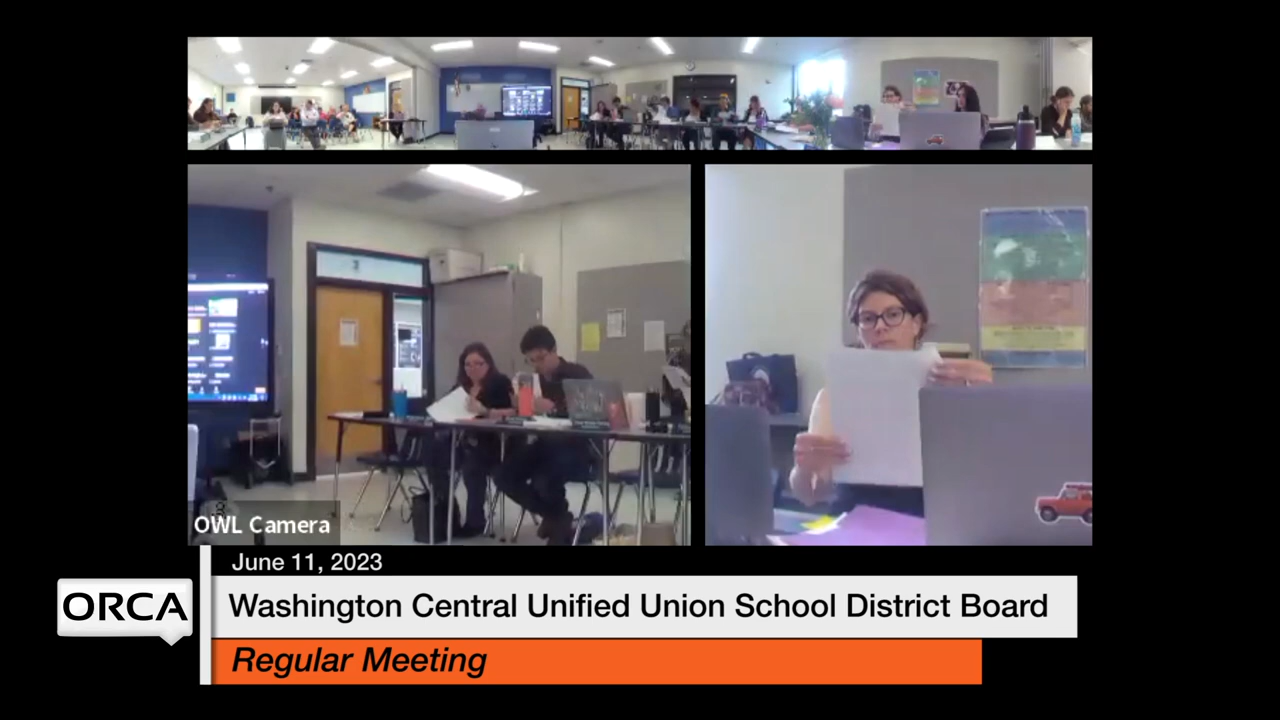 OWL Camera
June 11, 2023
ORCA
Washington Central Unified Union School District Board
Regular Meeting